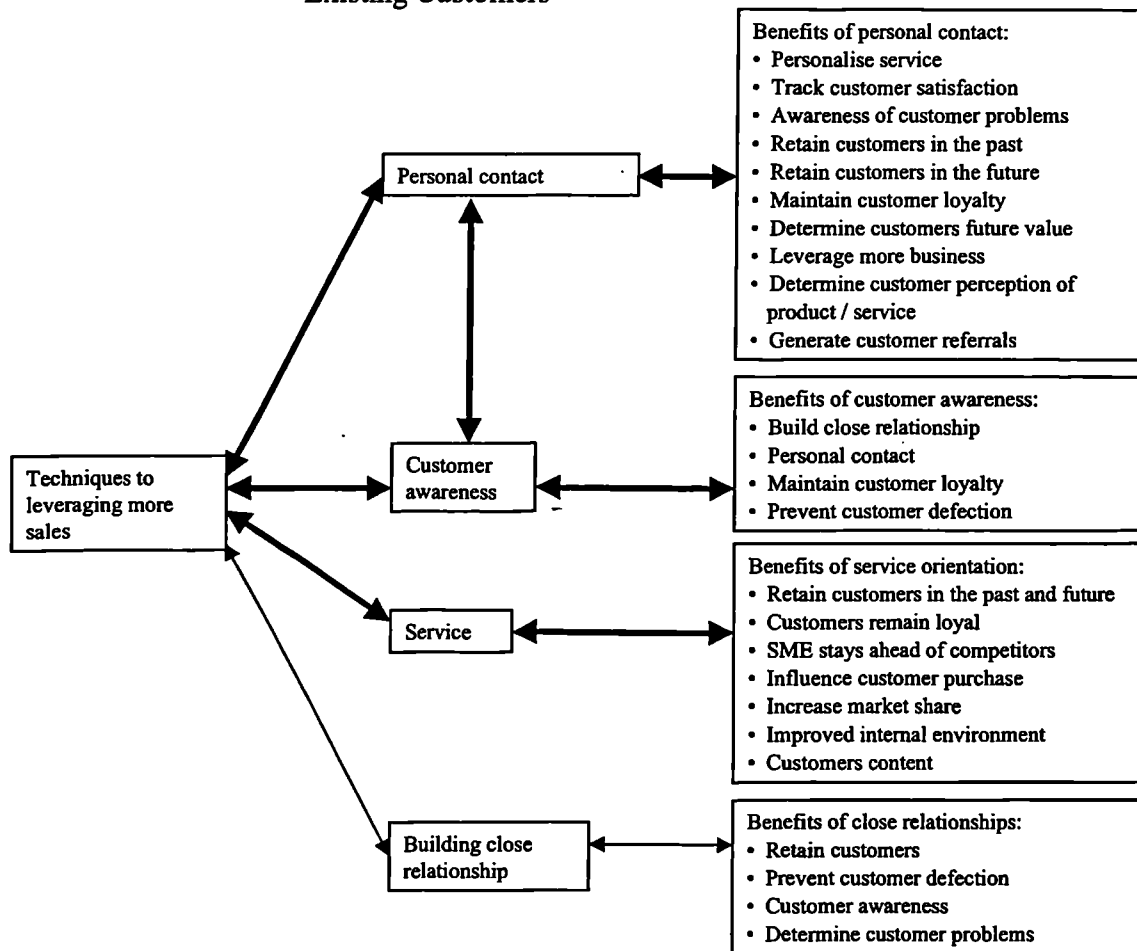 Existing Customers
Benefits of personal contact:
• Personalise service
• Track customer satisfaction
• Awareness of customer problems
• Retain customers in the past
• Retain customers in the future
• Maintain customer loyalty
• Determine customers future value
• Leverage more business
• Determine customer perception of
product / service
• Generate customer referrals
Personal contact
Benefits of customer awareness:
• Build close relationship
• Personal contact
• Maintain customer loyalty
• Prevent customer defection
Customer
awareness
Techniques to
leveraging more
sales
Benefits of service orientation:
• Retain customers in the past and future
• Customers remain loyal
• SME stays ahead of competitors
• Influence customer purchase
• Increase market share
• Improved internal environment
• Customers content
Service
Benefits of close relationships:
• Retain customers
• Prevent customer defection
• Customer awareness
• Determine customer problems
Building close
relationship